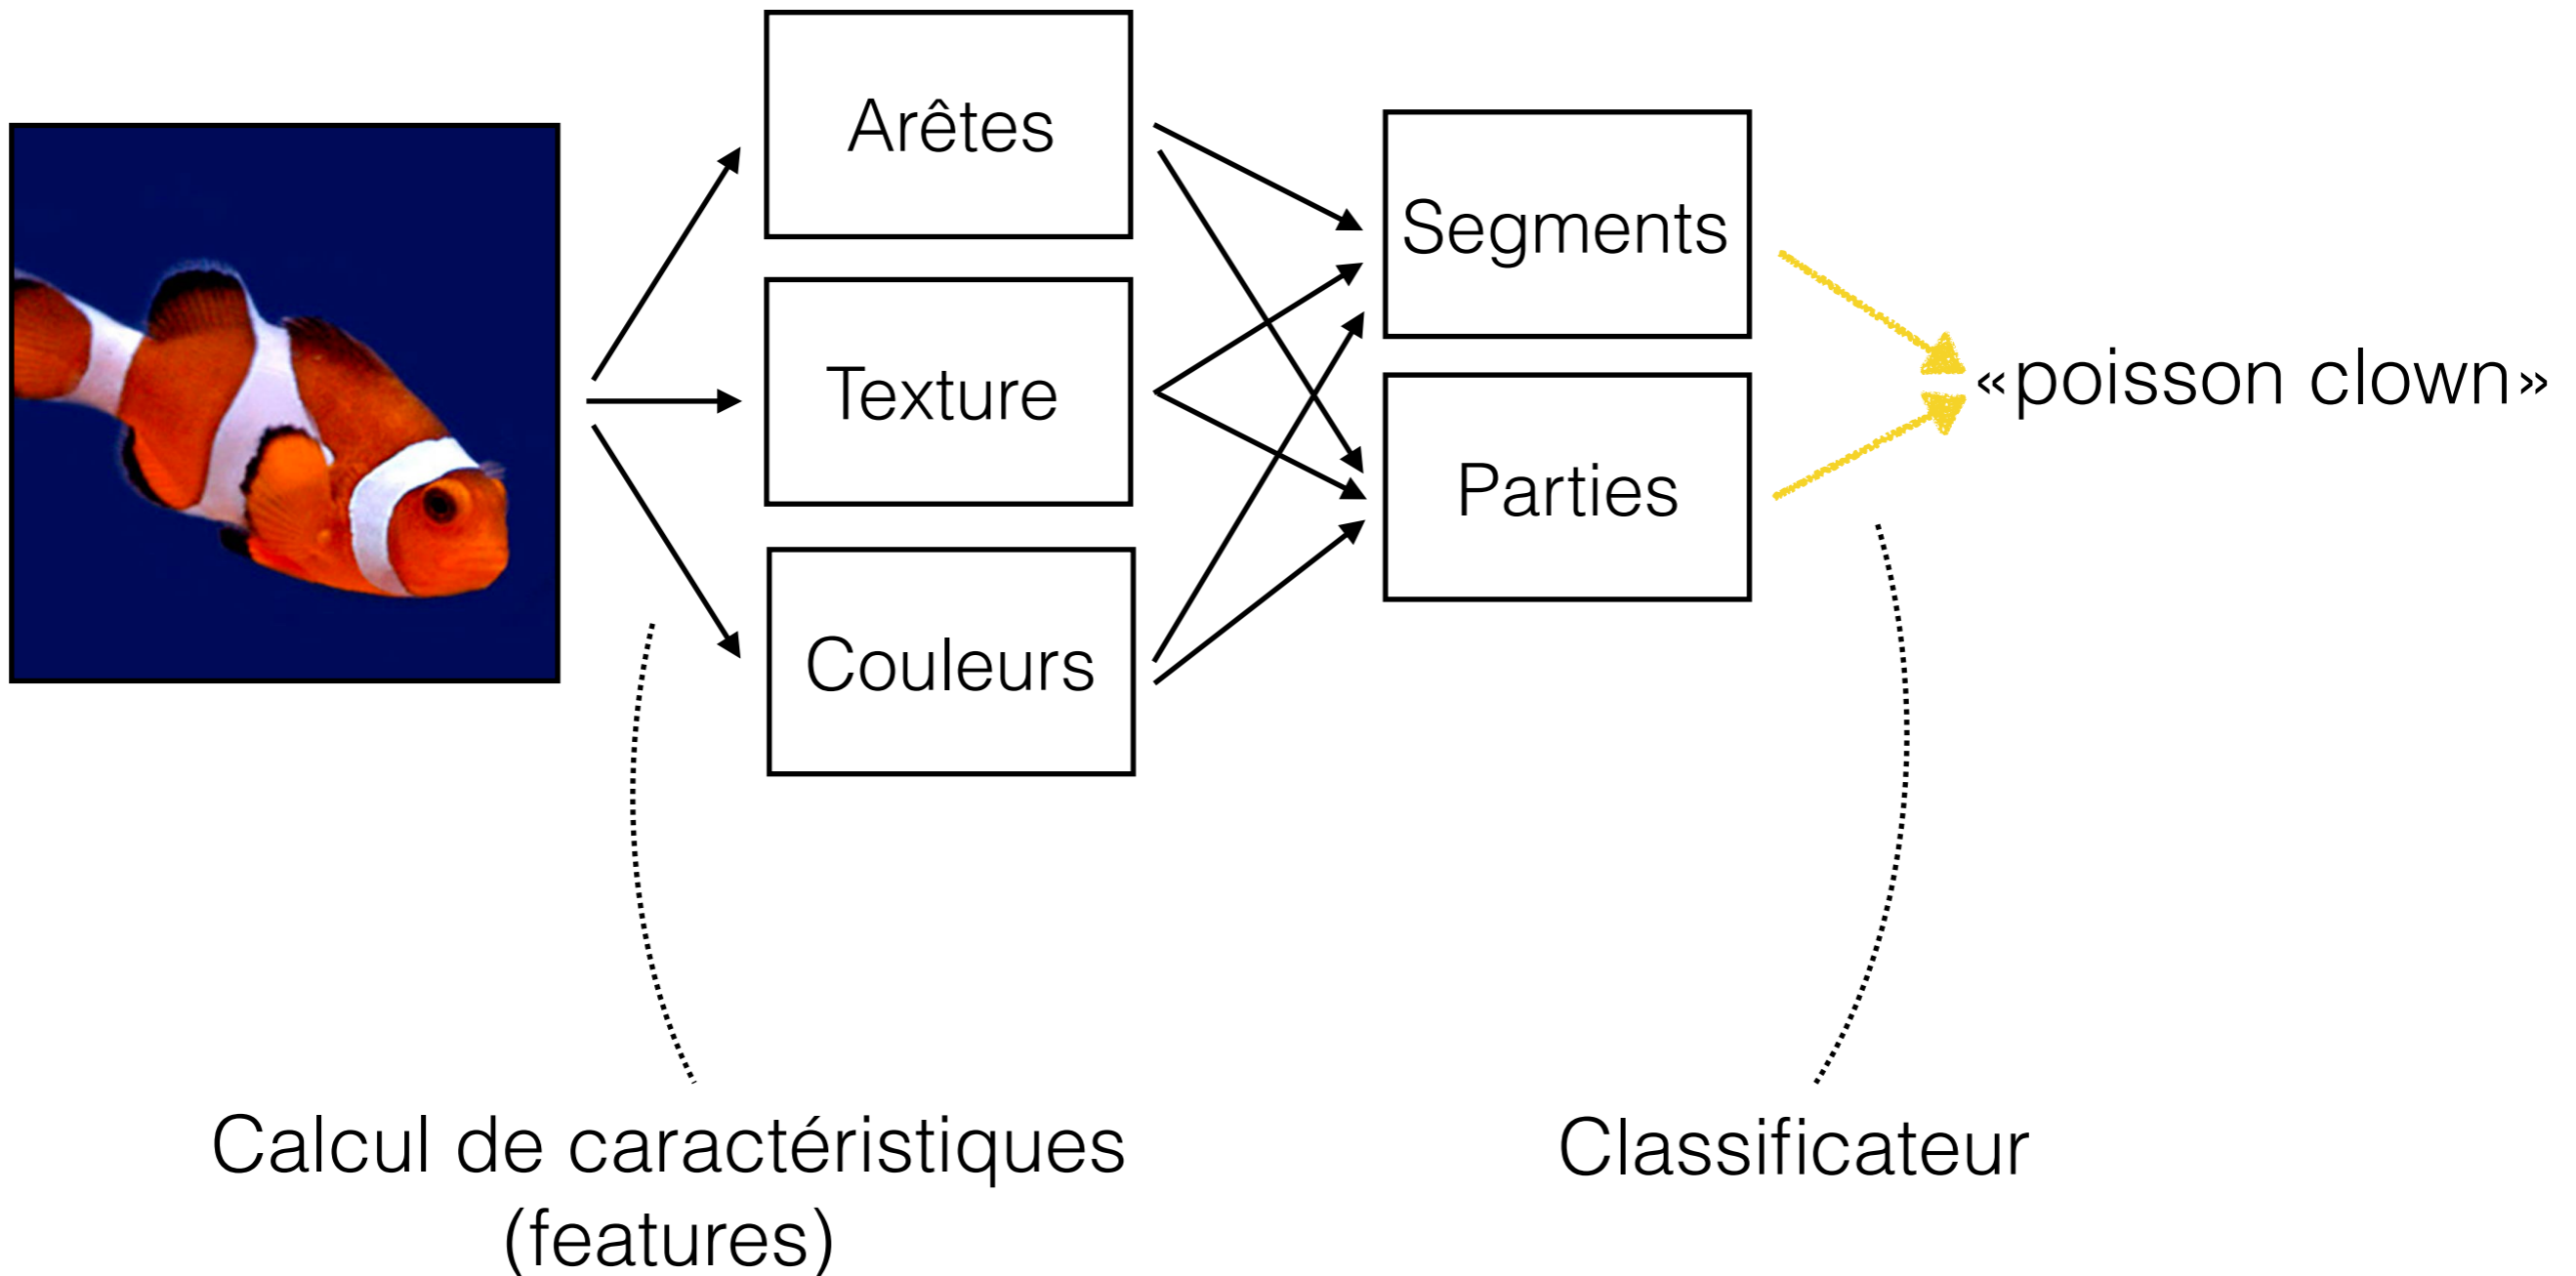 Arêtes
Texture
Couleurs
Segments
Parties
«poisson clown»
Calcul de caractéristiques
(features)
Classificateur